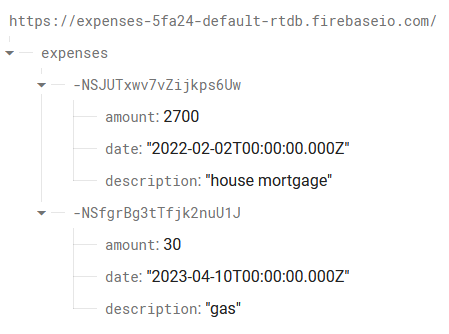 https://expenses-5fa24-default-rtdb.firebaseio.com/
expenses
-NSJUTxwv7vZijkps6Uw
amount: 2700
date: "2022-02-02T00:00:00.000Z"
description: "house mortgage"
-NSfgrBg3tTfjk2nuU1J
amount: 30
date: "2023-04-10T00:00:00.000Z"
description: "gas"